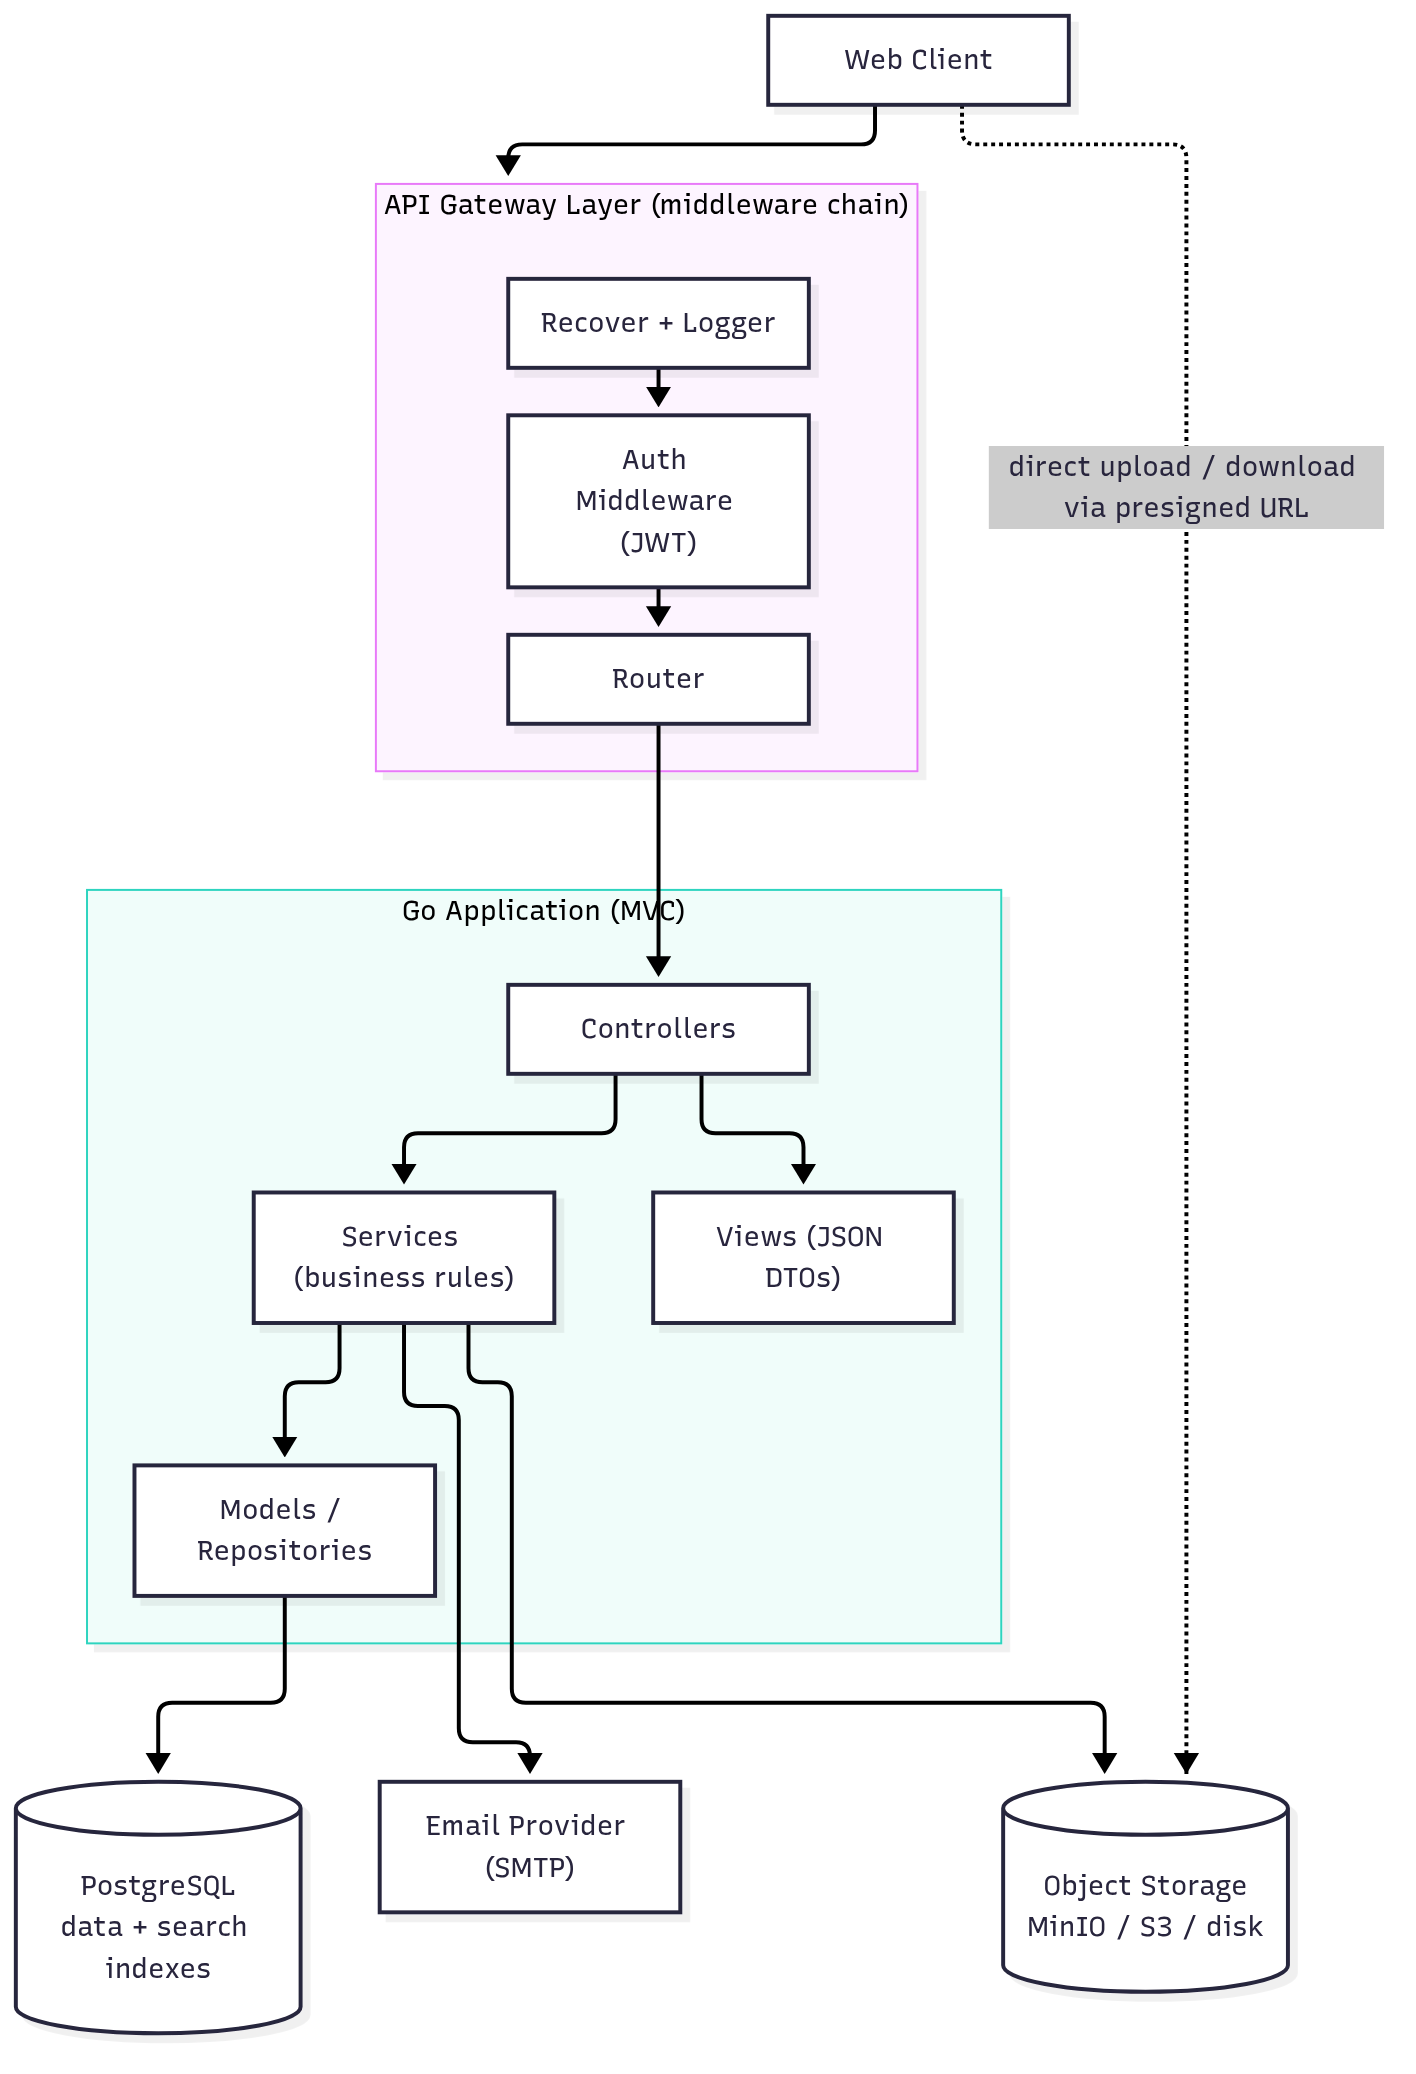 Web Client
API Gateway Layer (middleware chain)
Recover + Logger
Auth
Middleware
(JWT)
Router
direct upload / download
via presigned URL
Go Application (MVC)
Controllers
Services
(business rules)
Views (JSON
DTOs)
Models /
Repositories
PostgreSQL
data + search
indexes
Email Provider
(SMTP)
Object Storage
MinIO / S3 / disk